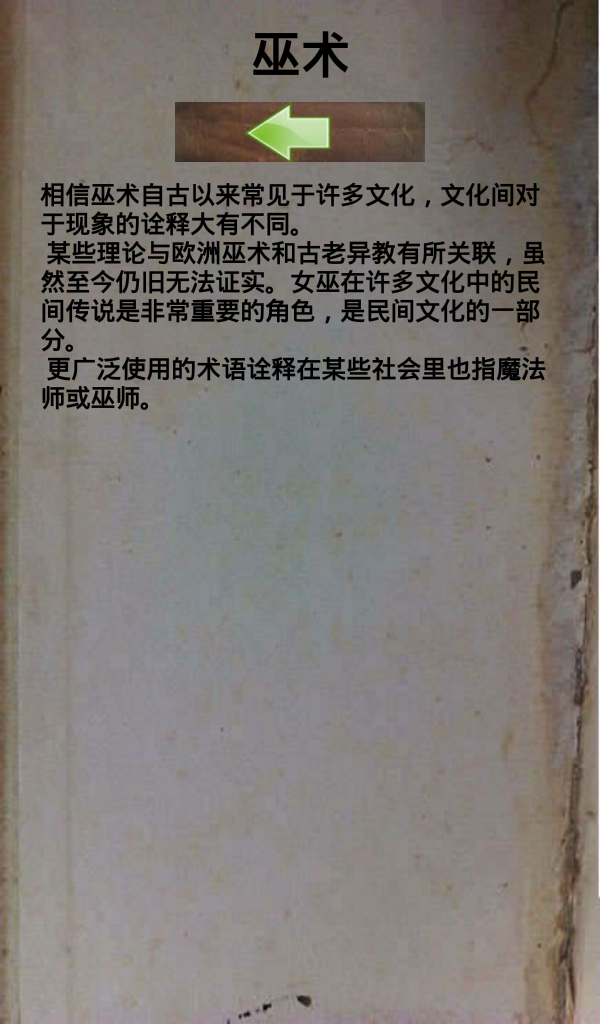 巫术
相信巫术自古以来常见于许多文化，文化间对
于现象的诠释大有不同。
某些理论与欧洲巫术和古老异教有所关联，虽
然至今仍旧无法证实。女巫在许多文化中的民
间传说是非常重要的角色，是民间文化的一部
分。
更广泛使用的术语诠释在某些社会里也指魔法
师或巫师。